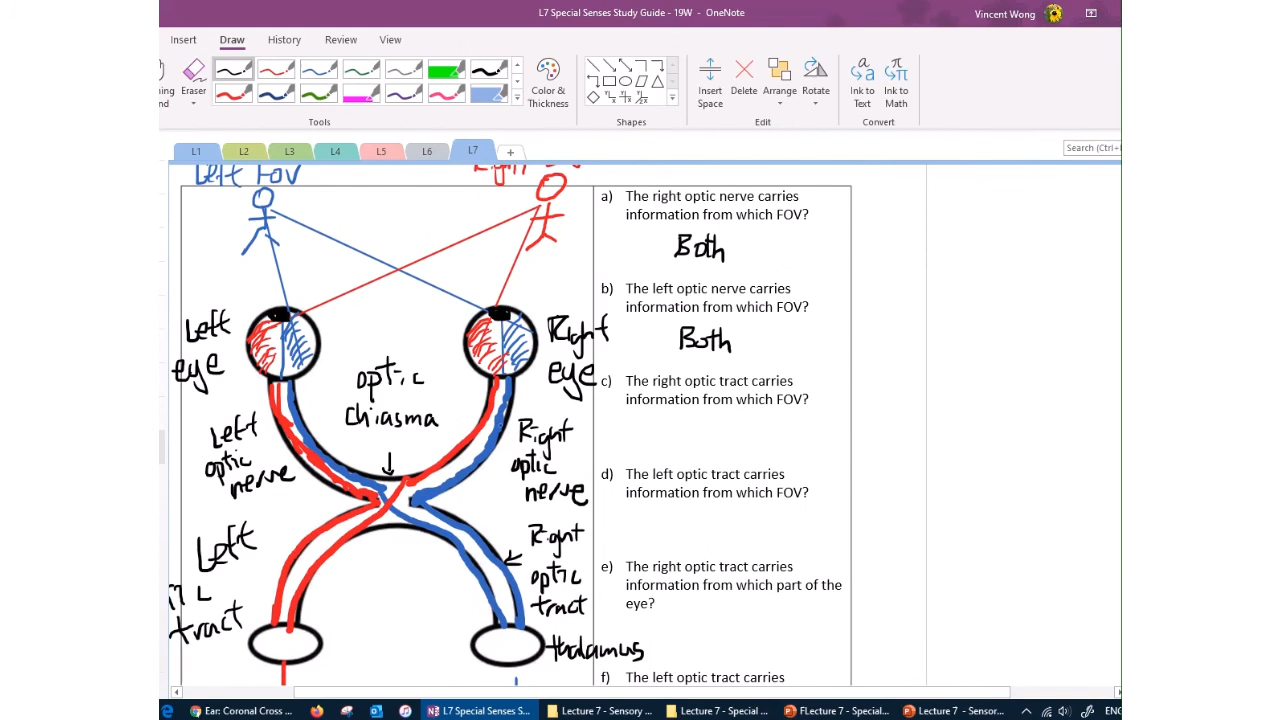 L7 Special Senses Study Guide - 19W - OneNote
Vincent Wong
Insert
Draw
History
Review
View
Eraser
Color &
Thickness
Insert
Space
Delete
Arrange
Rotate
Ink to
Text
Ink to
Math
Tools
Shapes
Edit
Convert
L1
L2
L3
L4
L5
L6
L7
Search (Ctrl+
Left FOV
a) The right optic nerve carries
information from which FOV?
Both
b) The left optic nerve carries
information from which FOV?
Both
c) The right optic tract carries
information from which FOV?
d) The left optic tract carries
information from which FOV?
e) The right optic tract carries
information from which part of the
eye?
f) The left optic tract carries
Left
eye
Right
eye
optic
chiasma
Left
optic
nerve
Right
optic
nerve
Left
tract
Right
optic
tract
thalamus
Ear: Coronal Cross ...
L7 Special Senses S...
Lecture 7 - Sensory ...
Lecture 7 - Special ...
FLecture 7 - Special...
Lecture 7 - Sensor...